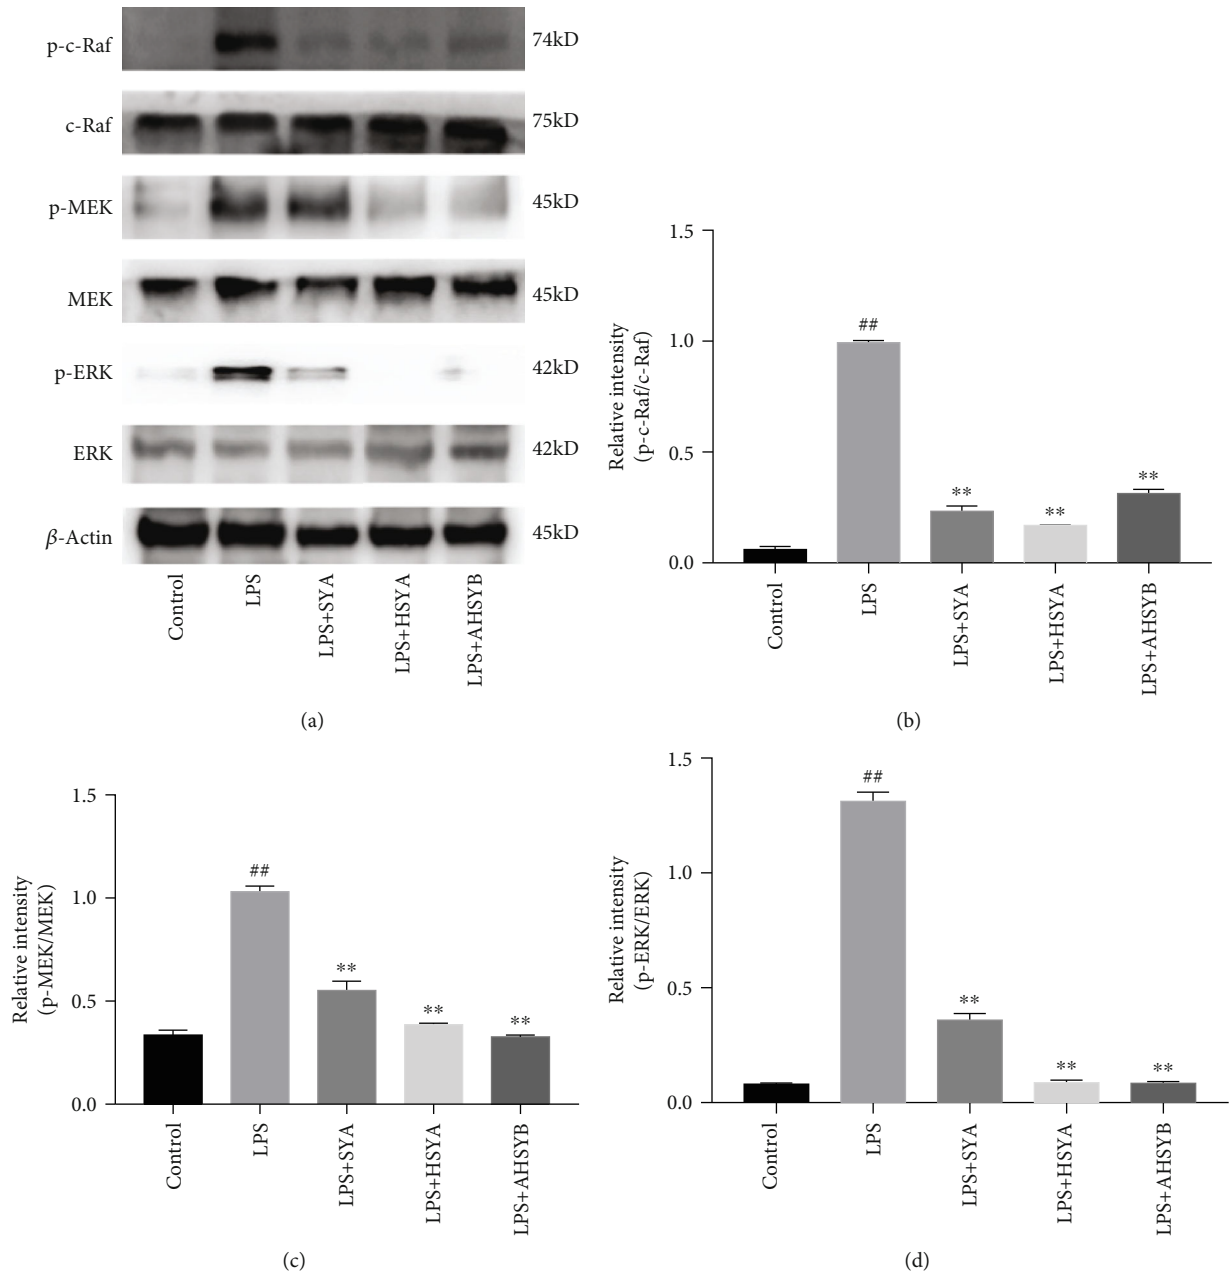 p-c-Raf 74kD
c-Raf 75kD
p-MEK 45kD
MEK 45kD
p-ERK 42kD
ERK 42kD
β-Actin 45kD
Control
LPS
LPS+SYA
LPS+HSYA
LPS+AHSYB
(a)
Relative intensity
(p-c-Raf/c-Raf)
1.5
1.0
0.5
0.0
##
**
**
**
Control
LPS
LPS+SYA
LPS+HSYA
LPS+AHSYB
(b)
Relative intensity
(p-MEK/MEK)
1.5
1.0
0.5
0.0
##
**
**
**
Control
LPS
LPS+SYA
LPS+HSYA
LPS+AHSYB
(c)
Relative intensity
(p-ERK/ERK)
1.5
1.0
0.5
0.0
##
**
**
**
Control
LPS
LPS+SYA
LPS+HSYA
LPS+AHSYB
(d)